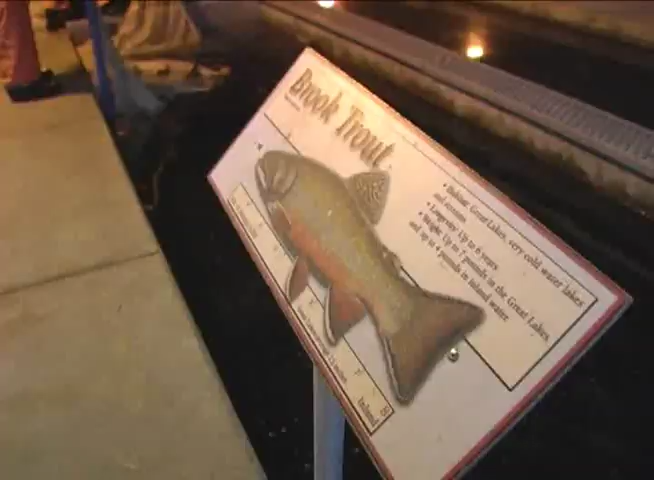 Brook Trout
• Habitat: Great Lakes, very cold water lakes
and streams
• Longevity: Up to 6 years
• Weight: Up to 7 pounds in the Great Lakes
and up to 4 pounds in inland water
Inland